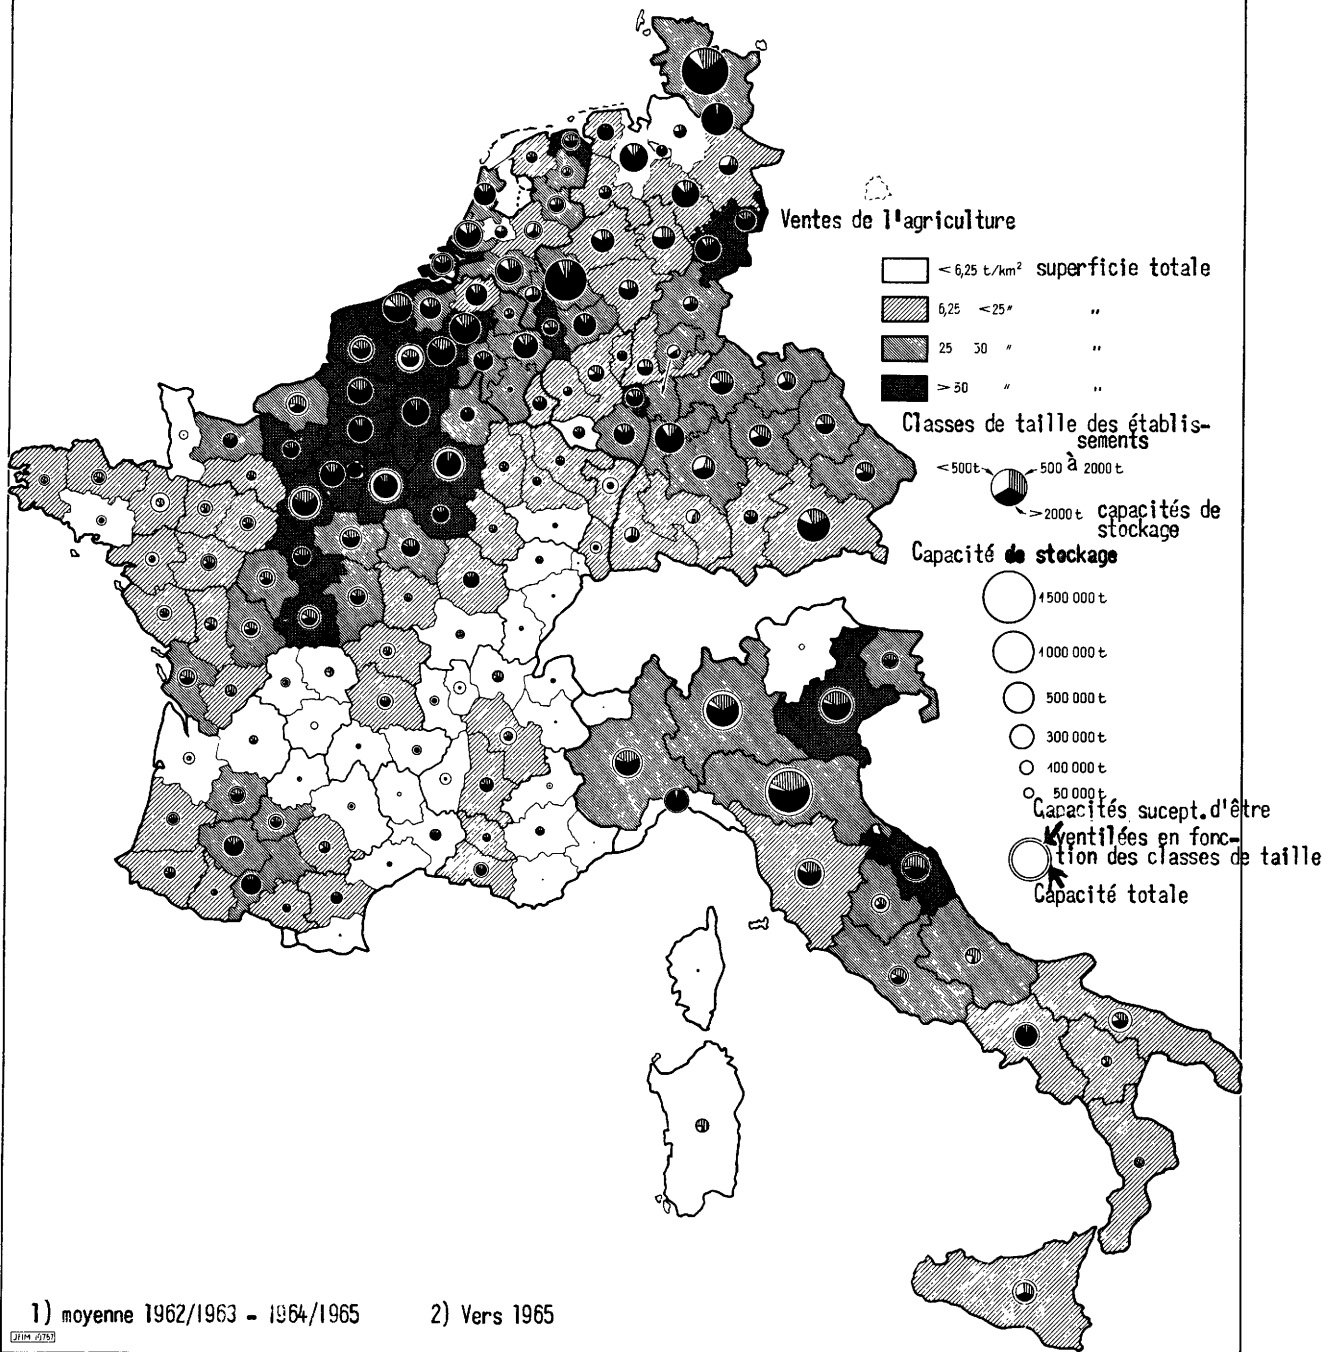 Ventes de l'agriculture
< 6,25 t/km² superficie totale
6,25 < 25 " "
25 30 " "
> 30 " "
Classes de taille des établis-
sements
< 500 t 500 à 2000 t
> 2000 t capacités de
stockage
Capacité de stockage
1500 000 t
1000 000 t
500 000 t
300 000 t
100 000 t
50 000 t
Capacités sucept. d'être
ventilées en fonc-
tion des classes de taille
Capacité totale
1) moyenne 1962/1963 - 1964/1965 2) Vers 1965